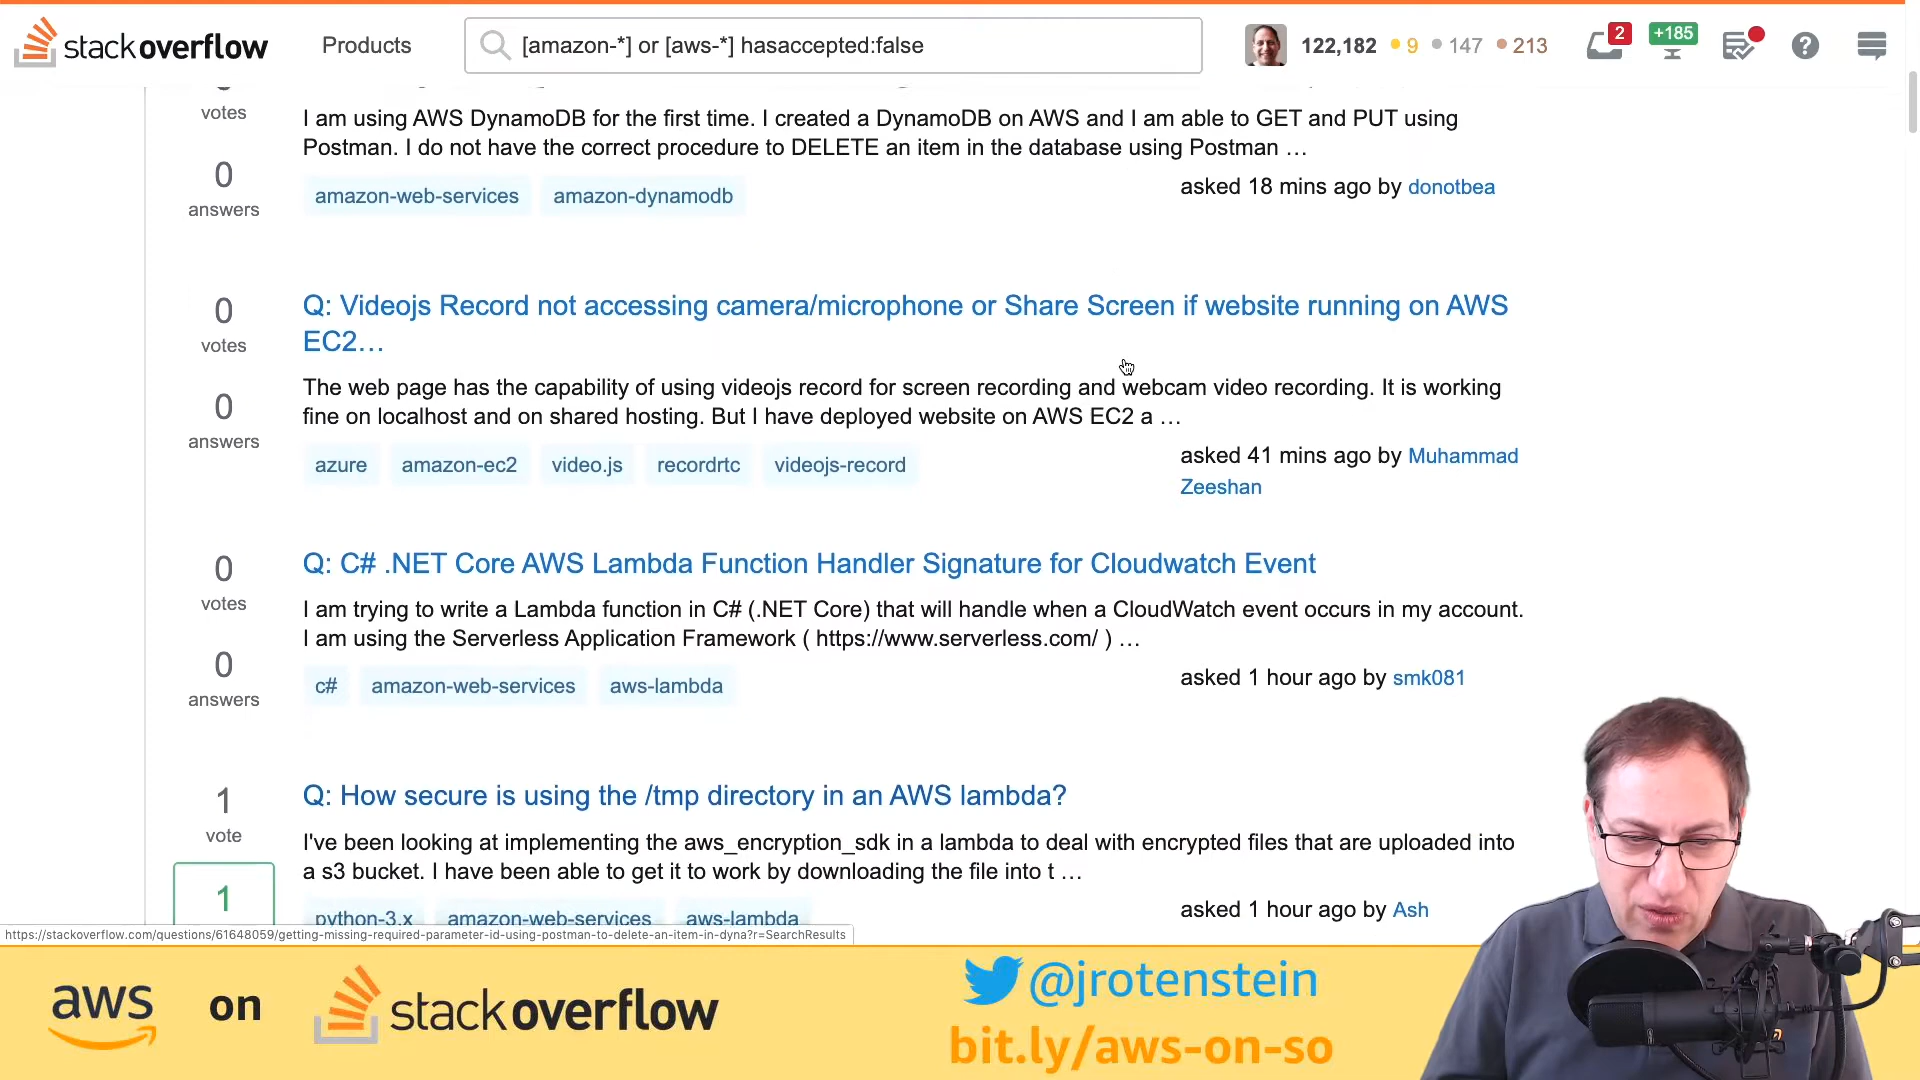 stackoverflow
Products
[amazon-*] or [aws-*] hasaccepted:false
122,182 9 147 213
2
+185
votes
I am using AWS DynamoDB for the first time. I created a DynamoDB on AWS and I am able to GET and PUT using
Postman. I do not have the correct procedure to DELETE an item in the database using Postman …
0
answers
amazon-web-services amazon-dynamodb
asked 18 mins ago by donotbea
0
votes
Q: Videojs Record not accessing camera/microphone or Share Screen if website running on AWS
EC2…
The web page has the capability of using videojs record for screen recording and webcam video recording. It is working
fine on localhost and on shared hosting. But I have deployed website on AWS EC2 a …
0
answers
azure amazon-ec2 video.js recordrtc videojs-record
asked 41 mins ago by Muhammad
Zeeshan
0
votes
Q: C# .NET Core AWS Lambda Function Handler Signature for Cloudwatch Event
I am trying to write a Lambda function in C# (.NET Core) that will handle when a CloudWatch event occurs in my account.
I am using the Serverless Application Framework ( https://www.serverless.com/ ) …
0
answers
c# amazon-web-services aws-lambda
asked 1 hour ago by smk081
1
vote
Q: How secure is using the /tmp directory in an AWS lambda?
I've been looking at implementing the aws_encryption_sdk in a lambda to deal with encrypted files that are uploaded into
a s3 bucket. I have been able to get it to work by downloading the file into t …
1
python-3.x amazon-web-services aws-lambda
asked 1 hour ago by Ash
https://stackoverflow.com/questions/61648059/getting-missing-required-parameter-id-using-postman-to-delete-an-item-in-dyna?r=SearchResults
aws on stackoverflow
@jrotenstein
bit.ly/aws-on-so